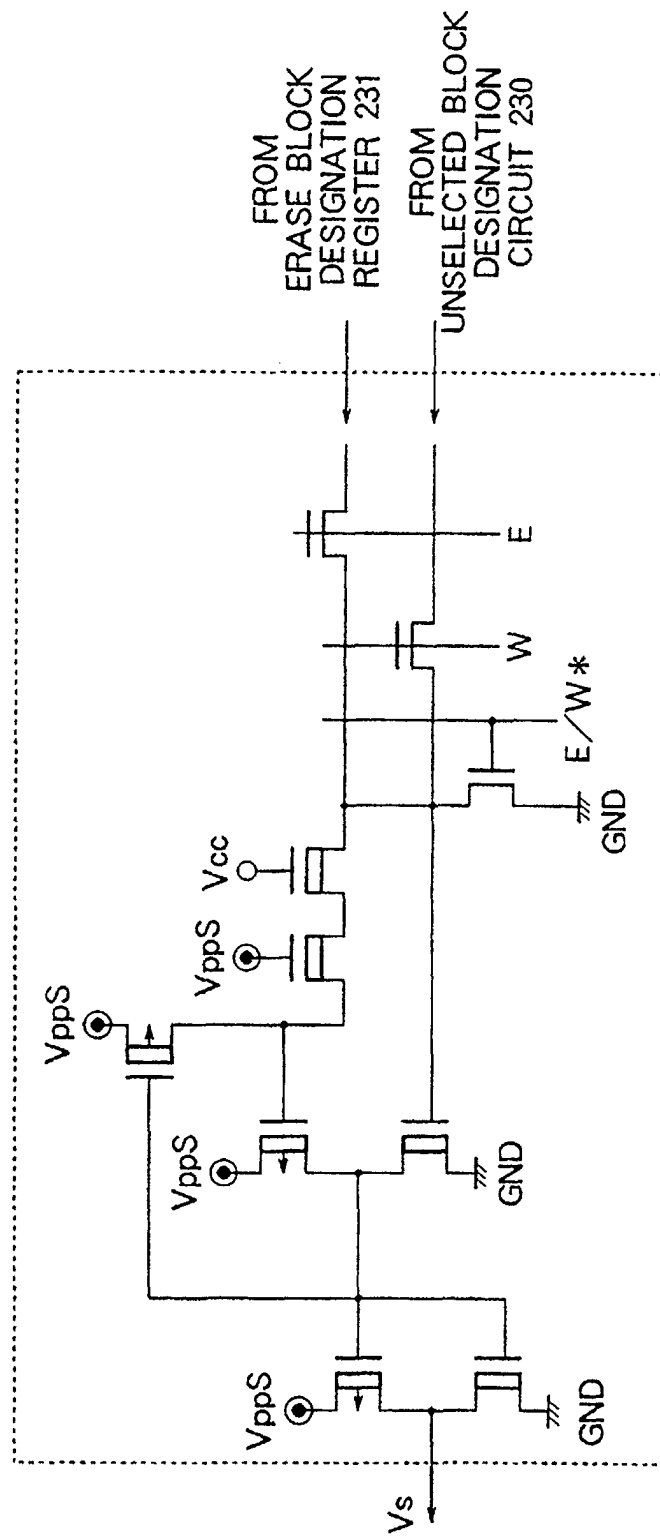 FROM
ERASE BLOCK
DESIGNATION
REGISTER 231
FROM
UNSELECTED BLOCK
DESIGNATION
CIRCUIT 230
VppS
VppS
Vcc
VppS
VppS
E
W
E/W*
GND
GND
GND
Vs